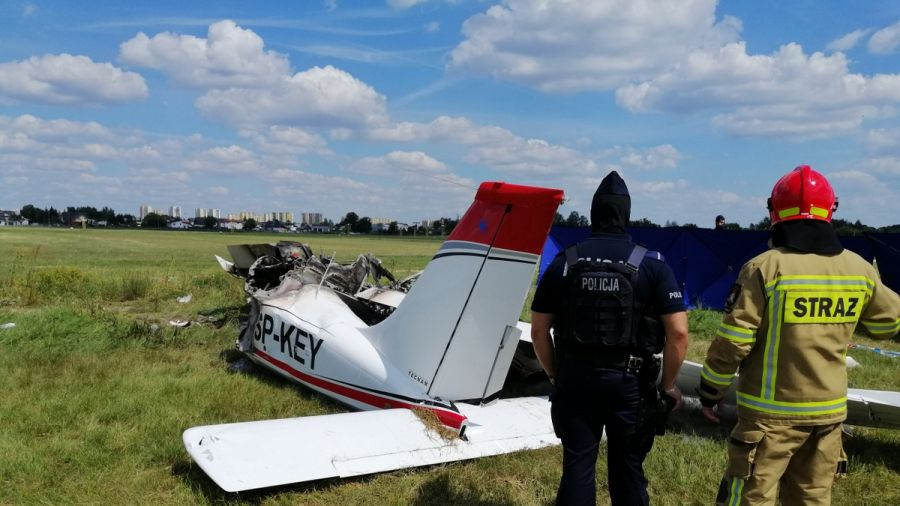 SP-KEY
TECNAM
POLICJA
STRAŻ